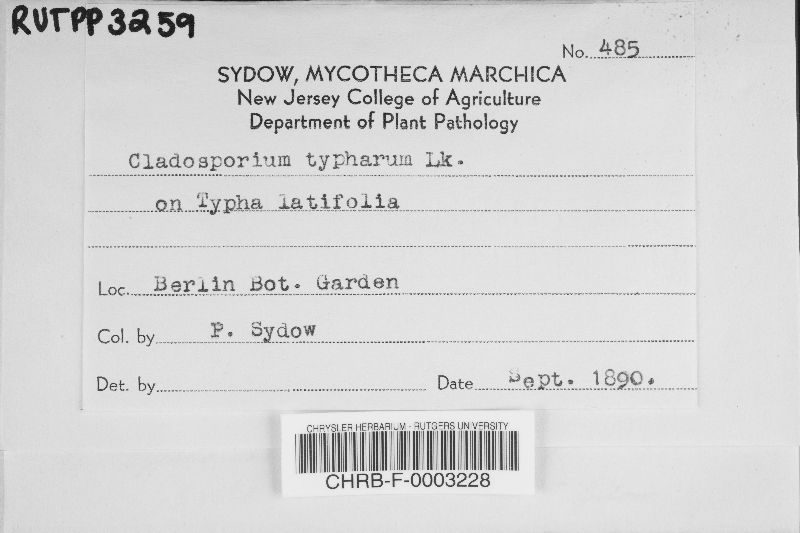 RUTPP3259
No. 485
SYDOW, MYCOTHECA MARCHICA
New Jersey College of Agriculture
Department of Plant Pathology
Cladosporium typharum Lk.
on Typha latifolia
Loc. Berlin Bot. Garden
Col. by P. Sydow
Det. by Date Sept. 1890.
CHRYSLER HERBARIUM - RUTGERS UNIVERSITY
CHRB-F-0003228